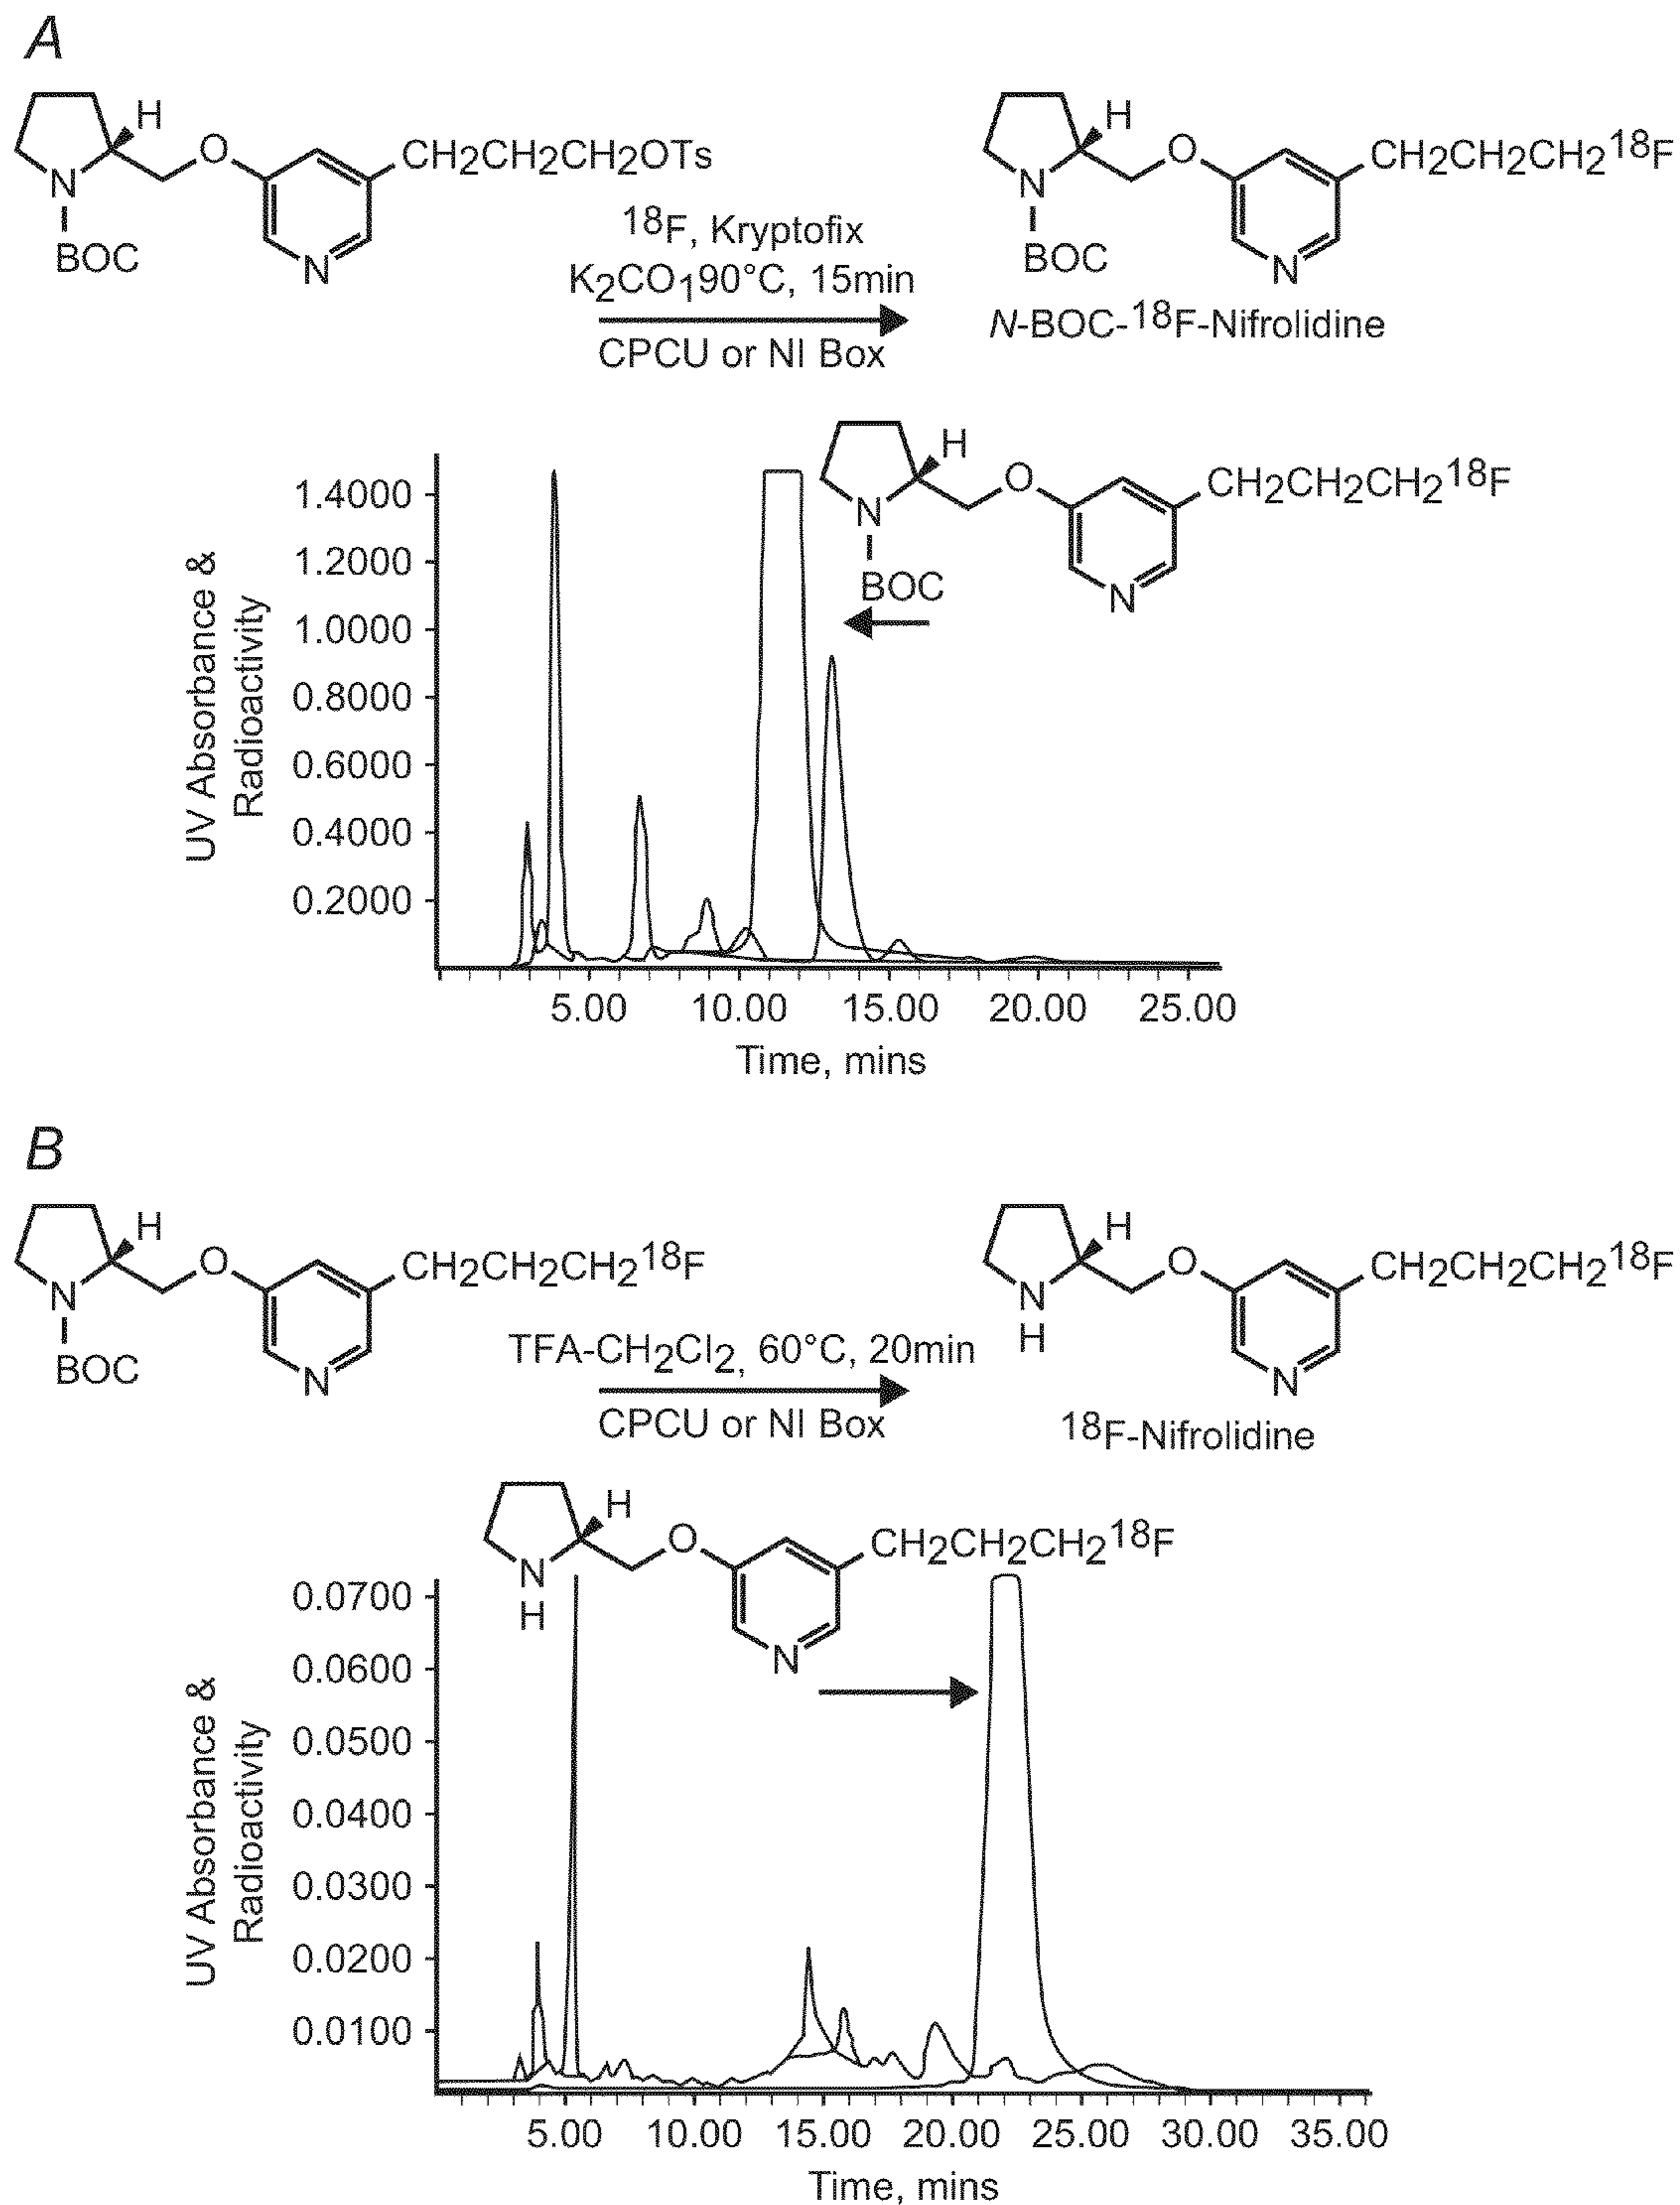 A
H
O
CH2CH2CH2OTs
N
BOC
N
18F, Kryptofix
K2CO190°C, 15min
CPCU or NI Box
H
O
CH2CH2CH218F
N
BOC
N
N-BOC-18F-Nifrolidine
H
O
CH2CH2CH218F
N
BOC
N
UV Absorbance &
Radioactivity
1.4000
1.2000
1.0000
0.8000
0.6000
0.4000
0.2000
5.00 10.00 15.00 20.00 25.00
Time, mins
B
H
O
CH2CH2CH218F
N
BOC
N
TFA-CH2Cl2, 60°C, 20min
CPCU or NI Box
H
O
CH2CH2CH218F
N
H
N
18F-Nifrolidine
H
O
CH2CH2CH218F
N
H
N
UV Absorbance &
Radioactivity
0.0700
0.0600
0.0500
0.0400
0.0300
0.0200
0.0100
5.00 10.00 15.00 20.00 25.00 30.00 35.00
Time, mins